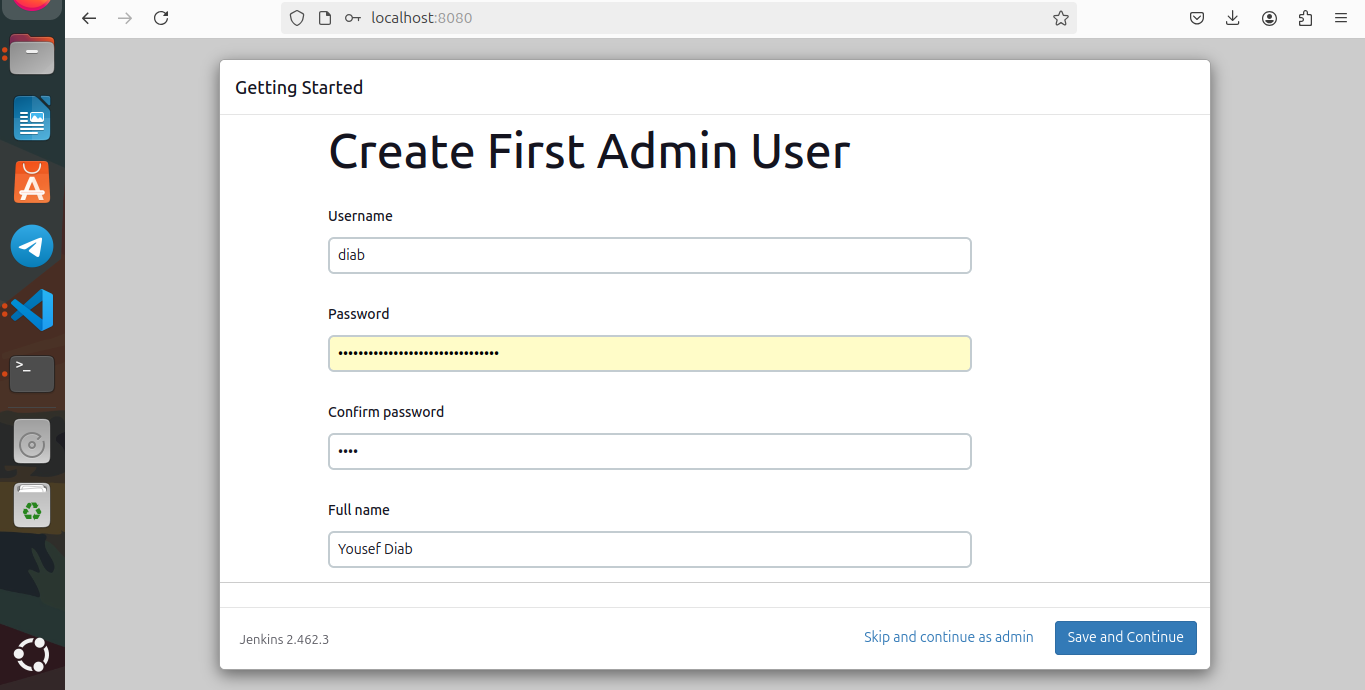 localhost:8080
Getting Started
Create First Admin User
Username
diab
Password
••••••••••••••••••••••••••••••••
Confirm password
••••
Full name
Yousef Diab
Jenkins 2.462.3
Skip and continue as admin
Save and Continue